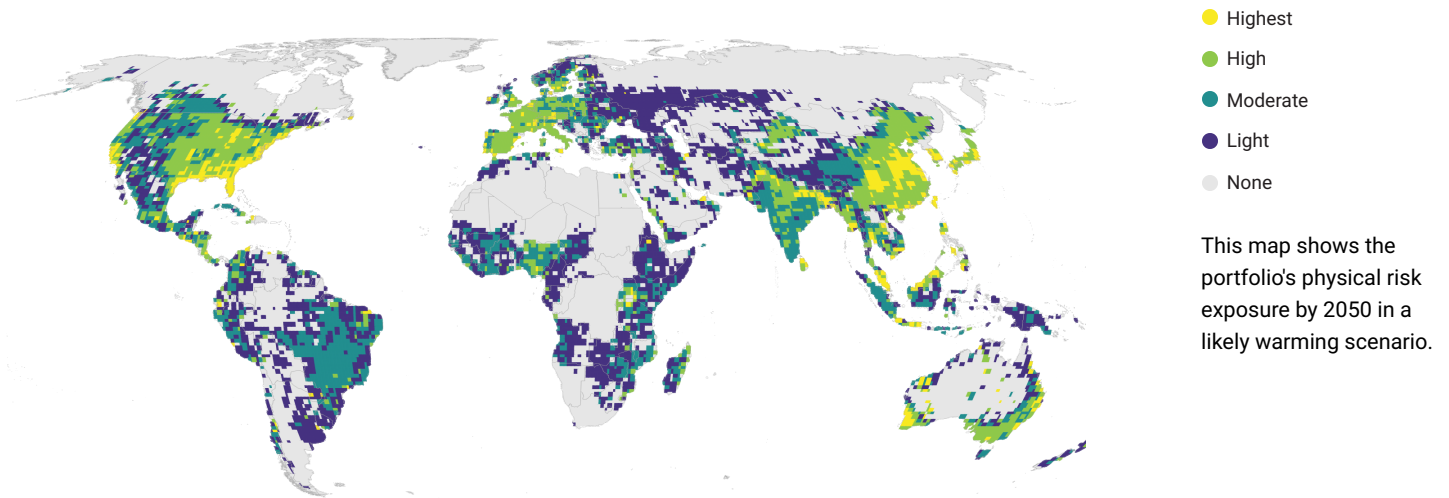 Highest
High
Moderate
Light
None
This map shows the
portfolio's physical risk
exposure by 2050 in a
likely warming scenario.